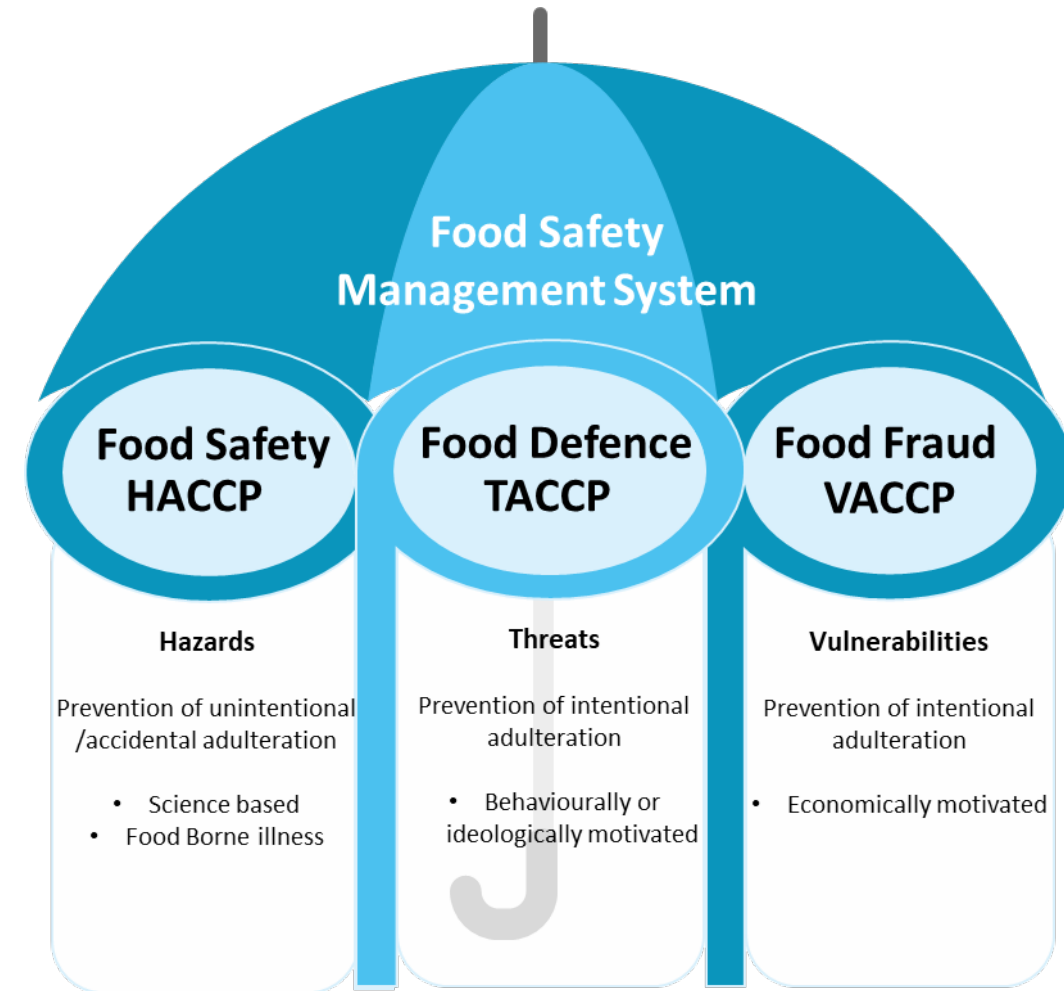 Food Safety
Management System
Food Safety
HACCP
Food Defence
TACCP
Food Fraud
VACCP
Hazards
Prevention of unintentional
/accidental adulteration
• Science based
• Food Borne illness
Threats
Prevention of intentional
adulteration
• Behaviourally or
ideologically motivated
Vulnerabilities
Prevention of intentional
adulteration
• Economically motivated